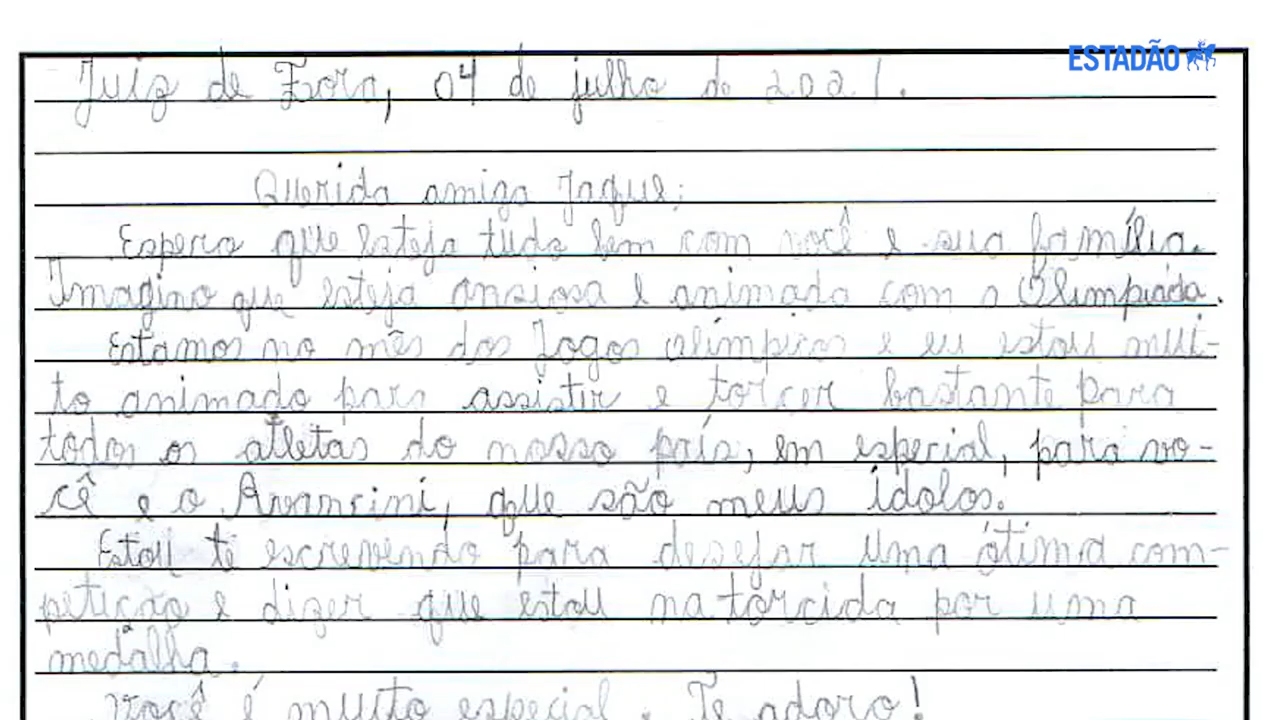 ESTADÃO
Juiz de Fora, 04 de julho de 2021.
Querida amiga Jaque:
Espero que esteja tudo bem com você e sua família.
Imagino que esteja ansiosa e animada com a Olimpíada.
Estamos no mês dos Jogos olímpicos e eu estou mui-
to animado para assistir e torcer bastante para
todos os atletas do nosso país, em especial, para vo-
cê e o Avancini, que são meus ídolos.
Estou te escrevendo para desejar uma ótima com-
petição e dizer que estou na torcida por uma
medalha.
Você é muito especial. Te adoro!